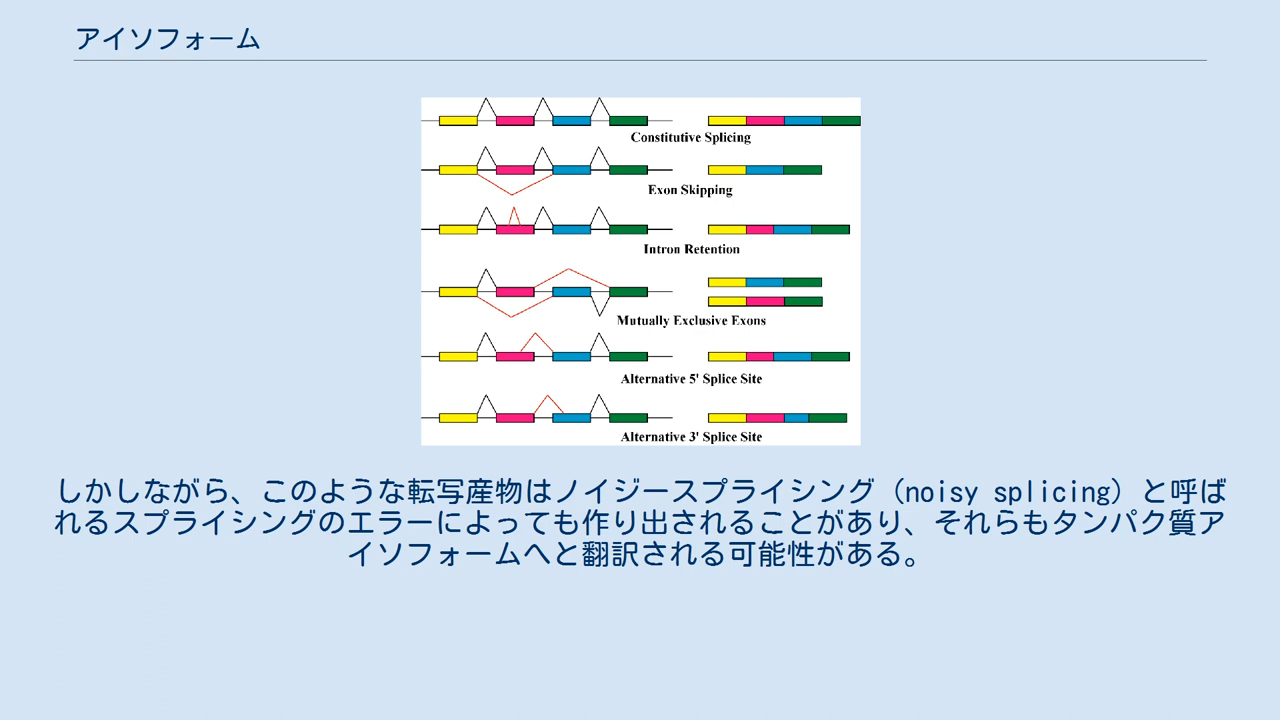 アイソフォーム
Constitutive Splicing
Exon Skipping
Intron Retention
Mutually Exclusive Exons
Alternative 5' Splice Site
Alternative 3' Splice Site
しかしながら、このような転写産物はノイジースプライシング（noisy splicing）と呼ば
れるスプライシングのエラーによっても作り出されることがあり、それらもタンパク質ア
イソフォームへと翻訳される可能性がある。